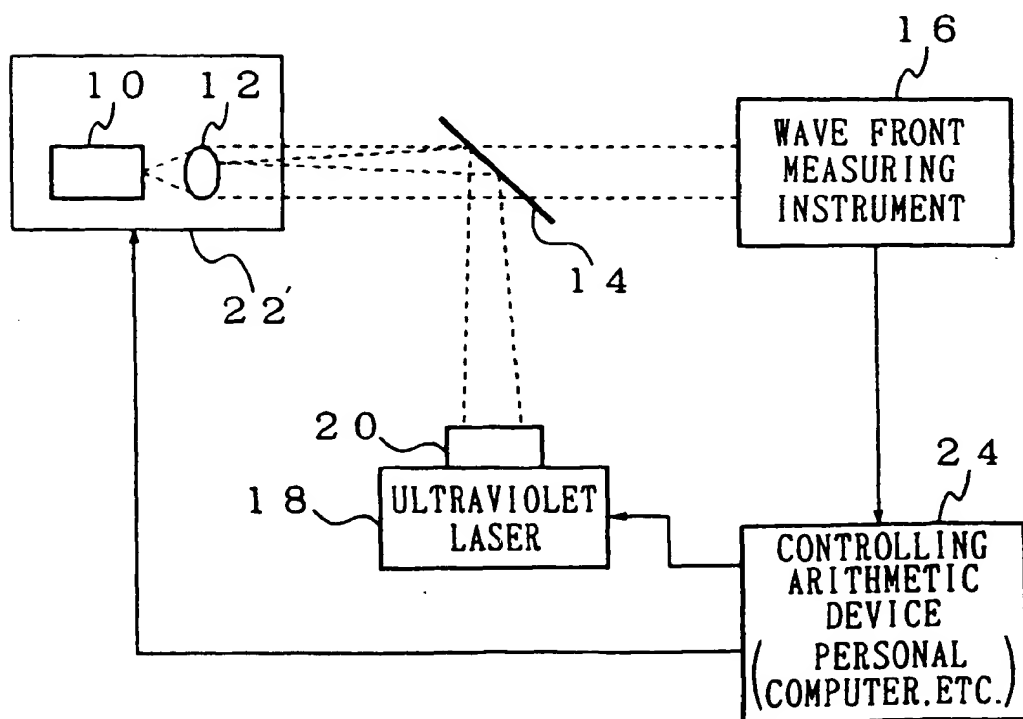 16
10
12
WAVE FRONT
MEASURING
INSTRUMENT
14
22'
20
24
18
ULTRAVIOLET
LASER
CONTROLLING
ARITHMETIC
DEVICE
(PERSONAL
COMPUTER, ETC.)